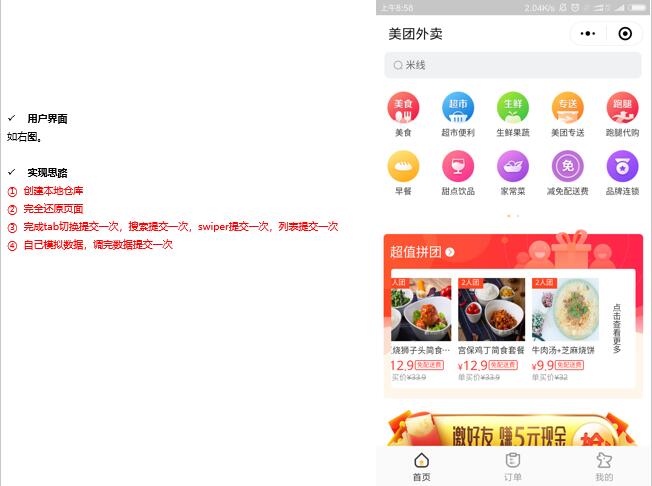 ✓ 用户界面
如右图。
✓ 实现思路
① 创建本地仓库
② 完全还原页面
③ 完成tab切换提交一次，搜索提交一次，swiper提交一次，列表提交一次
④ 自己模拟数据，调完数据提交一次
上午8:58
2.04K/s
美团外卖
米线
美食 超市 生鲜 专送 跑腿
美食 超市便利 生鲜果蔬 美团专送 跑腿代购
免
早餐 甜点饮品 家常菜 减免配送费 品牌连锁
超值拼团
人团 2人团 2人团
烧狮子头简食… 宫保鸡丁简食套餐 牛肉汤+芝麻烧饼
12.9 免配送费 ¥12.9 免配送费 ¥9.9 免配送费
单买价¥33.9 单买价¥33.9 单买价¥32
点击查看更多
邀好友 赚5元现金
抢
首页 订单 我的